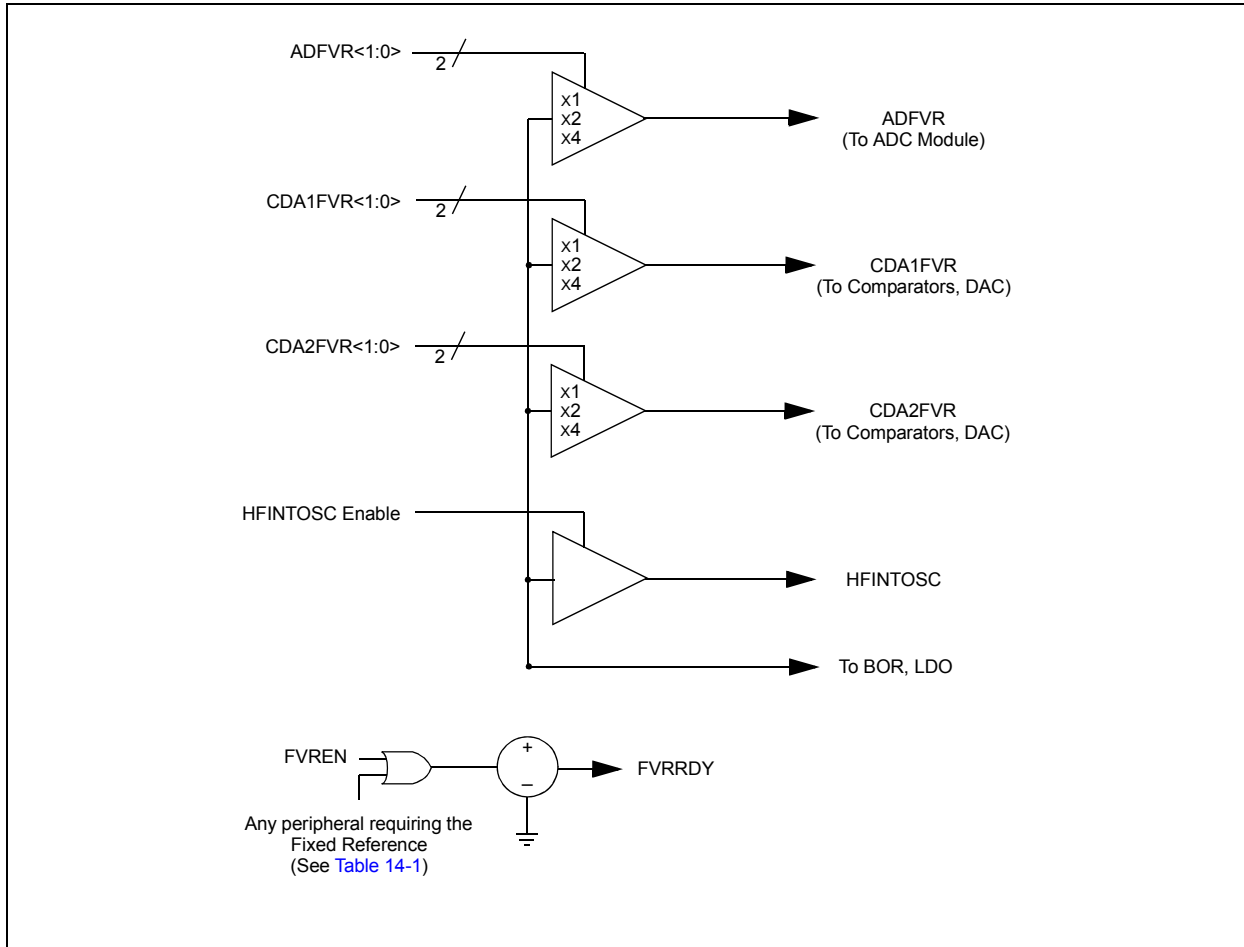 ADFVR<1:0>
2
x1
x2
x4
ADFVR
(To ADC Module)
CDA1FVR<1:0>
2
x1
x2
x4
CDA1FVR
(To Comparators, DAC)
CDA2FVR<1:0>
2
x1
x2
x4
CDA2FVR
(To Comparators, DAC)
HFINTOSC Enable
HFINTOSC
To BOR, LDO
FVREN
+
–
FVRRDY
Any peripheral requiring the
Fixed Reference
(See Table 14-1)